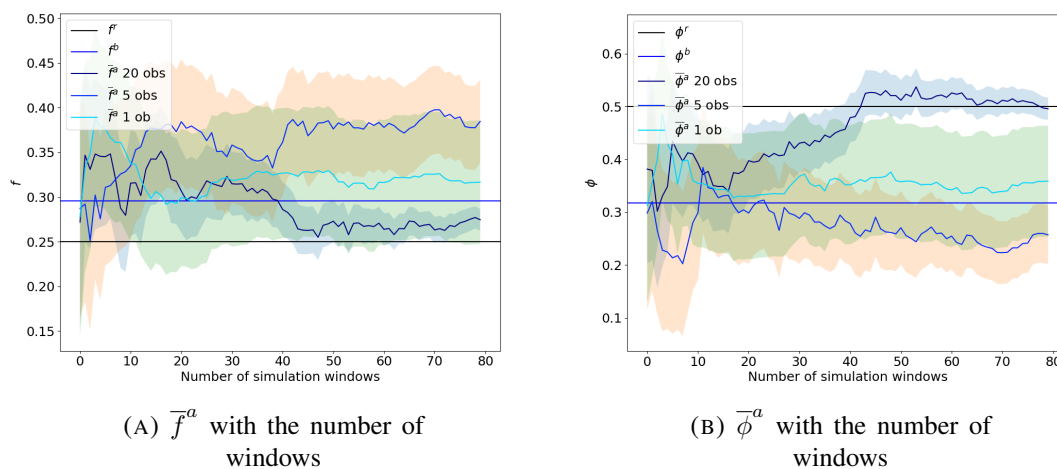 0.50
0.45
0.40
0.35
0.30
0.25
0.20
0.15
f
f^r
f^b
f̅^a 20 obs
f̅^a 5 obs
f̅^a 1 ob
0 10 20 30 40 50 60 70 80
Number of simulation windows
(A) f̅^a with the number of
windows
0.6
0.5
0.4
0.3
0.2
0.1
ϕ
ϕ^r
ϕ^b
ϕ̅^a 20 obs
ϕ̅^a 5 obs
ϕ̅^a 1 ob
0 10 20 30 40 50 60 70 80
Number of simulation windows
(B) ϕ̅^a with the number of
windows